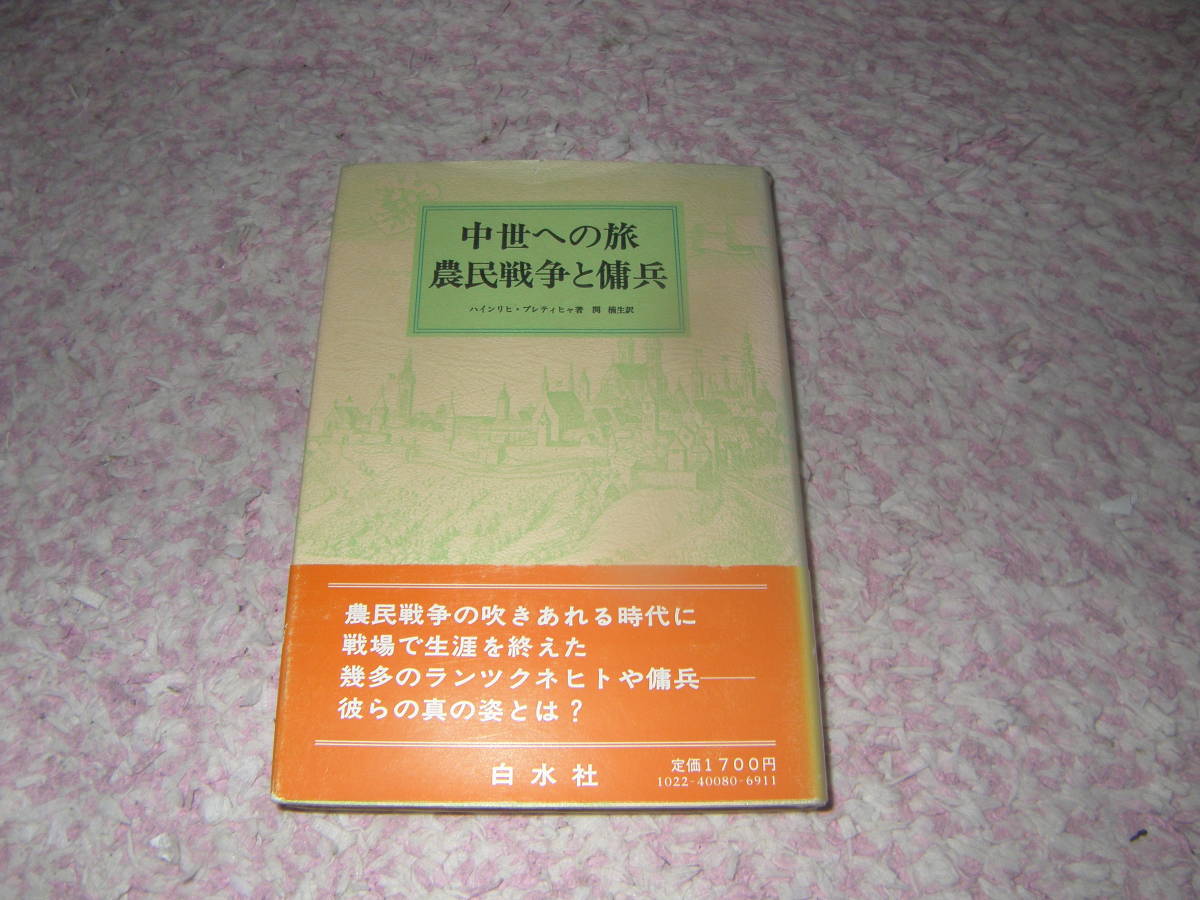 中世への旅
農民戦争と傭兵
ハインリヒ・プレティヒャ著 関 楠生訳
農民戦争の吹きあれる時代に
戦場で生涯を終えた
幾多のランツクネヒトや傭兵――
彼らの真の姿とは？
白水社
定価1700円
1022-40080-6911